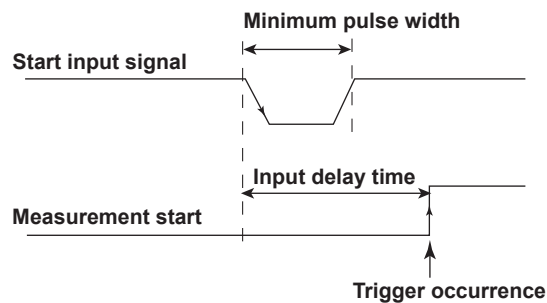 Minimum pulse width
Start input signal
Input delay time
Measurement start
Trigger occurrence